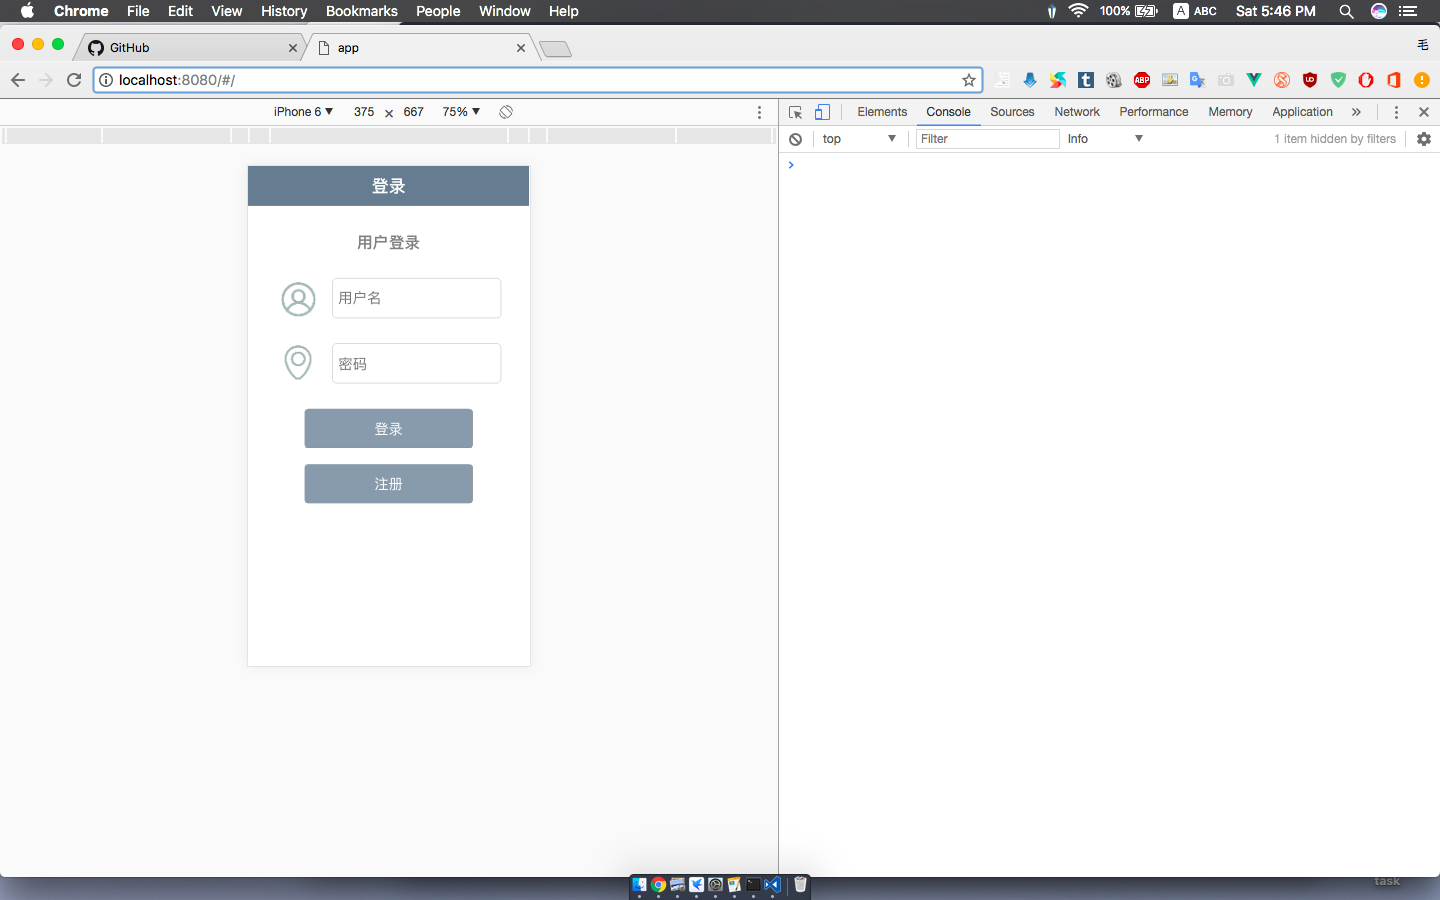 Chrome File Edit View History Bookmarks People Window Help 100% A ABC Sat 5:46 PM
GitHub app 毛
localhost:8080/#/
ABP
iPhone 6 375 × 667 75%
Elements Console Sources Network Performance Memory Application
top Filter Info 1 item hidden by filters
登录
用户登录
用户名
密码
登录
注册
task